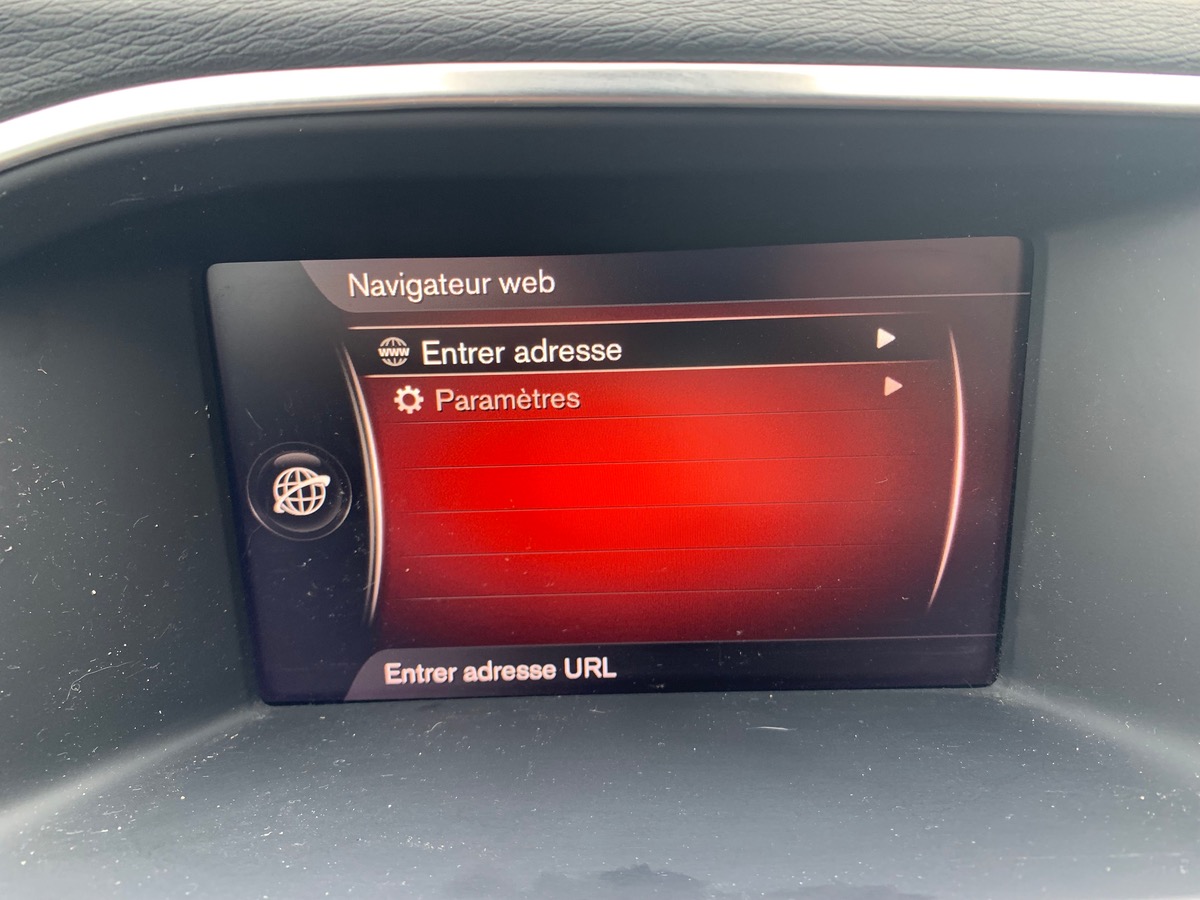 Navigateur web
www
Entrer adresse
Paramètres
Entrer adresse URL